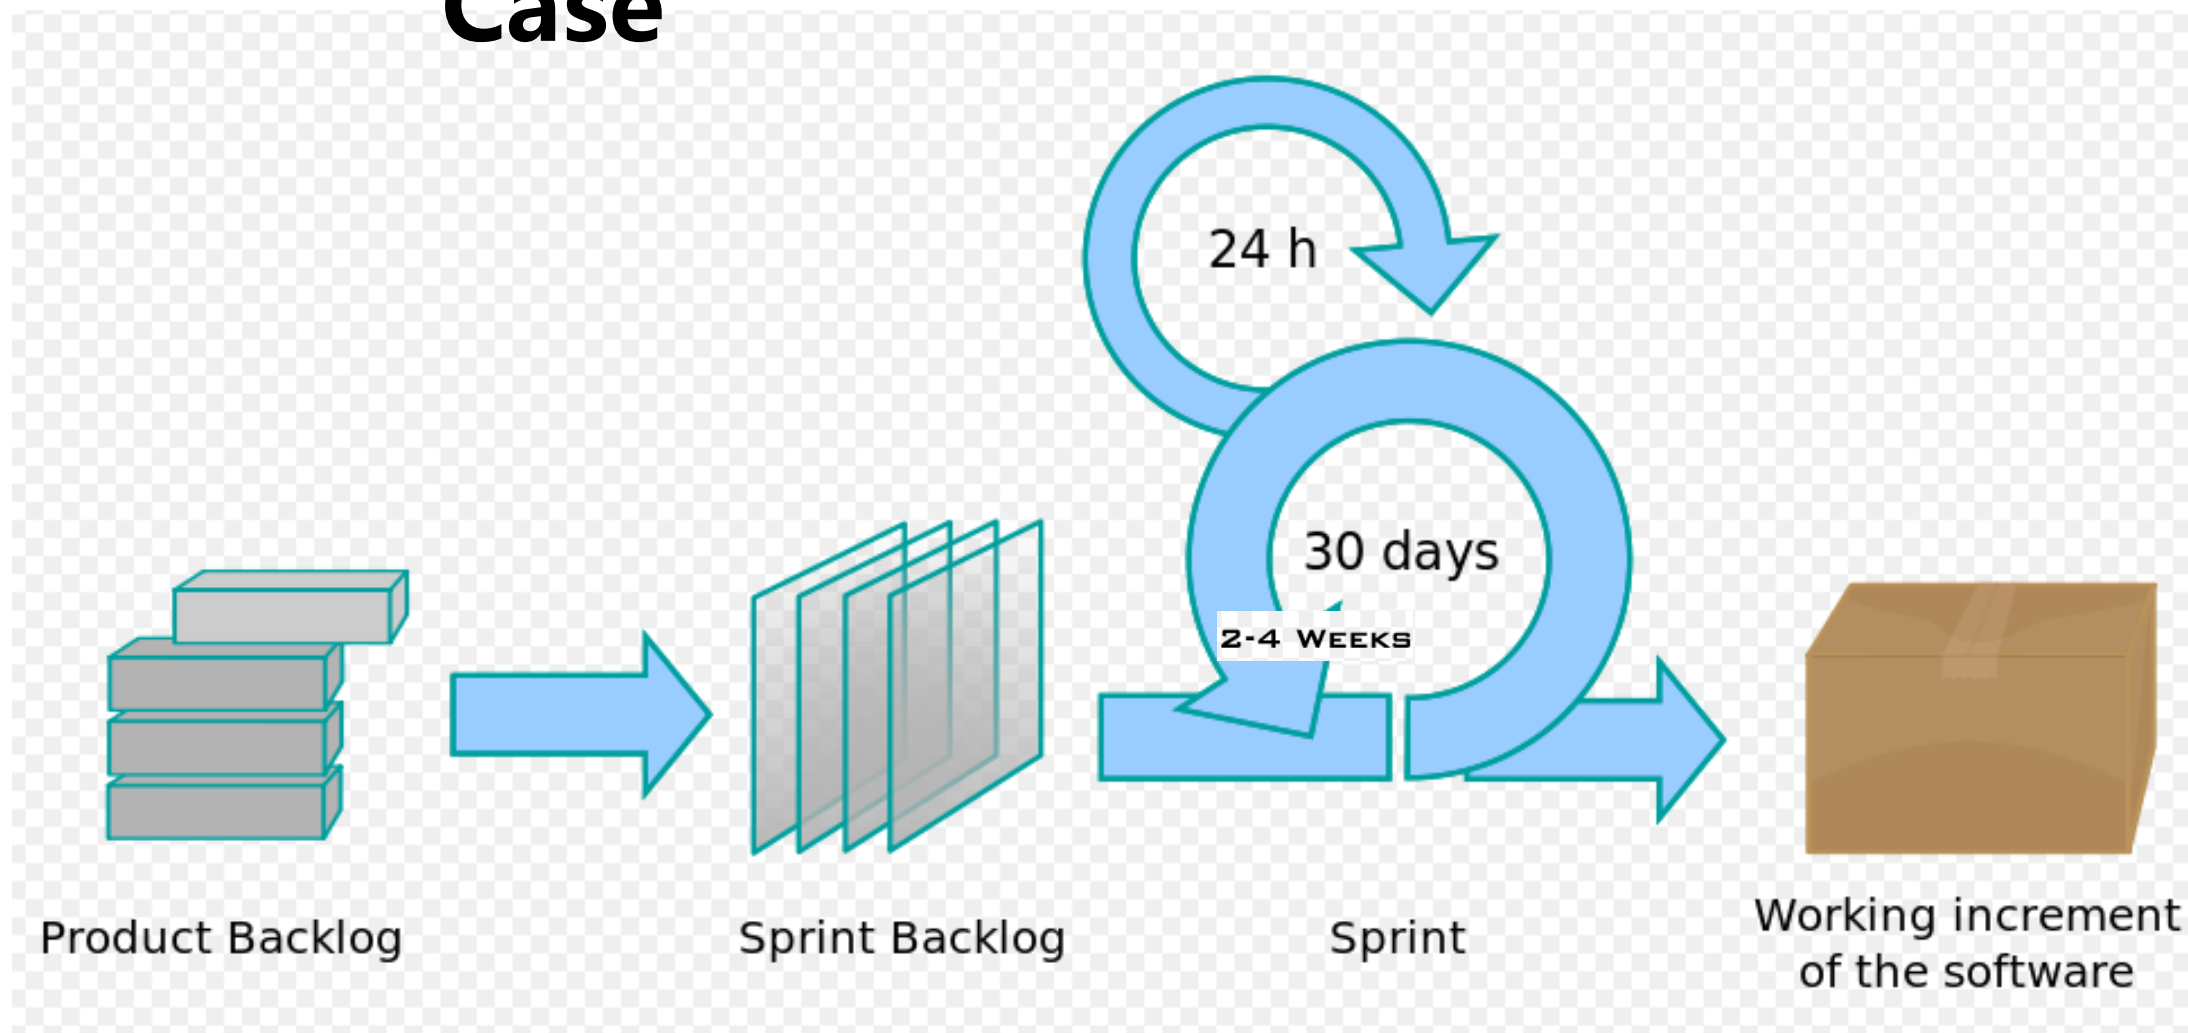 Case
24 h
30 days
2-4 Weeks
Product Backlog
Sprint Backlog
Sprint
Working increment
of the software